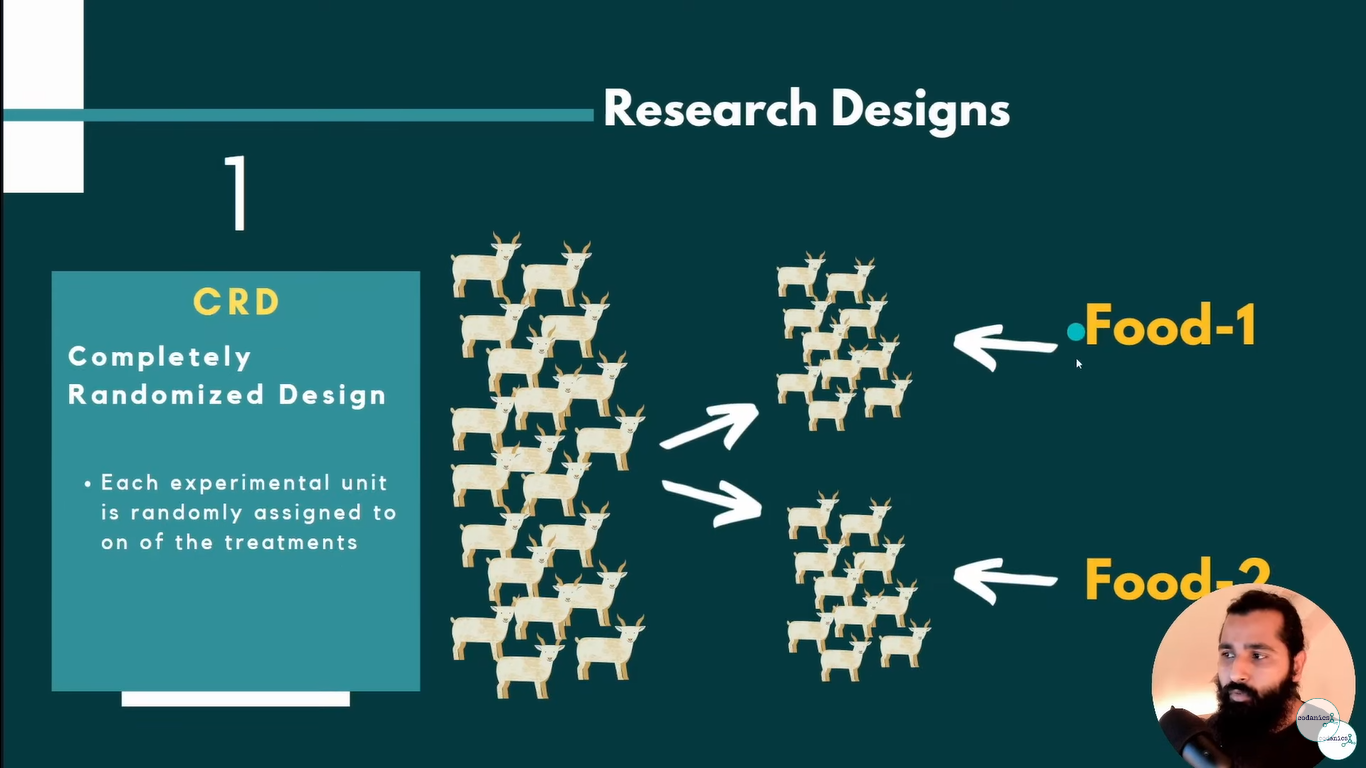 Research Designs
1
CRD
Completely
Randomized Design
• Each experimental unit
is randomly assigned to
on of the treatments
Food-1
Food-2
codanics
codanics